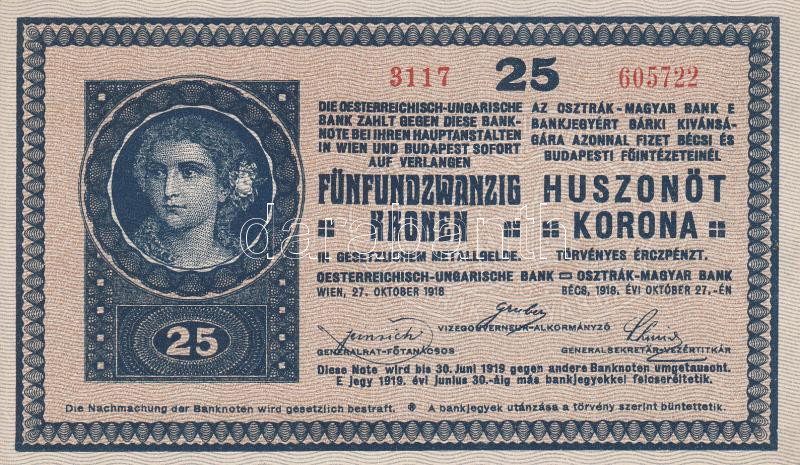 3117 25 605722
DIE OESTERREICHISCH-UNGARISCHE
BANK ZAHLT GEGEN DIESE BANK-
NOTE BEI IHREN HAUPTANSTALTEN
IN WIEN UND BUDAPEST SOFORT
AUF VERLANGEN
FÜNFUNDZWANZIG
KRONEN
IN GESETZLICHEM METALLGELDE.
AZ OSZTRÁK-MAGYAR BANK E
BANKJEGYÉRT BÁRKI KIVÁNSÁ-
GÁRA AZONNAL FIZET BÉCSI ÉS
BUDAPESTI FŐINTÉZETEINÉL
HUSZONÖT
KORONA
TÖRVÉNYES ÉRCZPÉNZT.
darabanth
OESTERREICHISCH-UNGARISCHE BANK OSZTRÁK-MAGYAR BANK
WIEN, 27. OKTOBER 1918 BÉCS, 1918. ÉVI OKTÓBER 27.-ÉN
Gruber
VIZEGOUVERNEUR-ALKORMÁNYZÓ
GENERALRAT-FŐTANÁCSOS GENERALSEKRETÄR-VEZÉRTITKÁR
25
Diese Note wird bis 30. Juni 1919 gegen andere Banknoten umgetauscht.
E jegy 1919. évi junius 30.-áig más bankjegyekkel felcseréltetik.
Die Nachmachung der Banknoten wird gesetzlich bestraft. A bankjegyek utánzása a törvény szerint büntettetik.